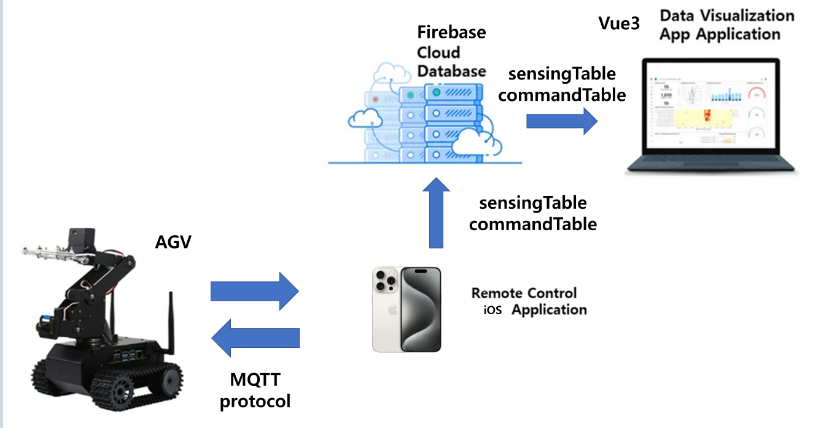 Firebase
Cloud
Database
Vue3
Data Visualization
App Application
sensingTable
commandTable
sensingTable
commandTable
AGV
Remote Control
iOS Application
MQTT
protocol